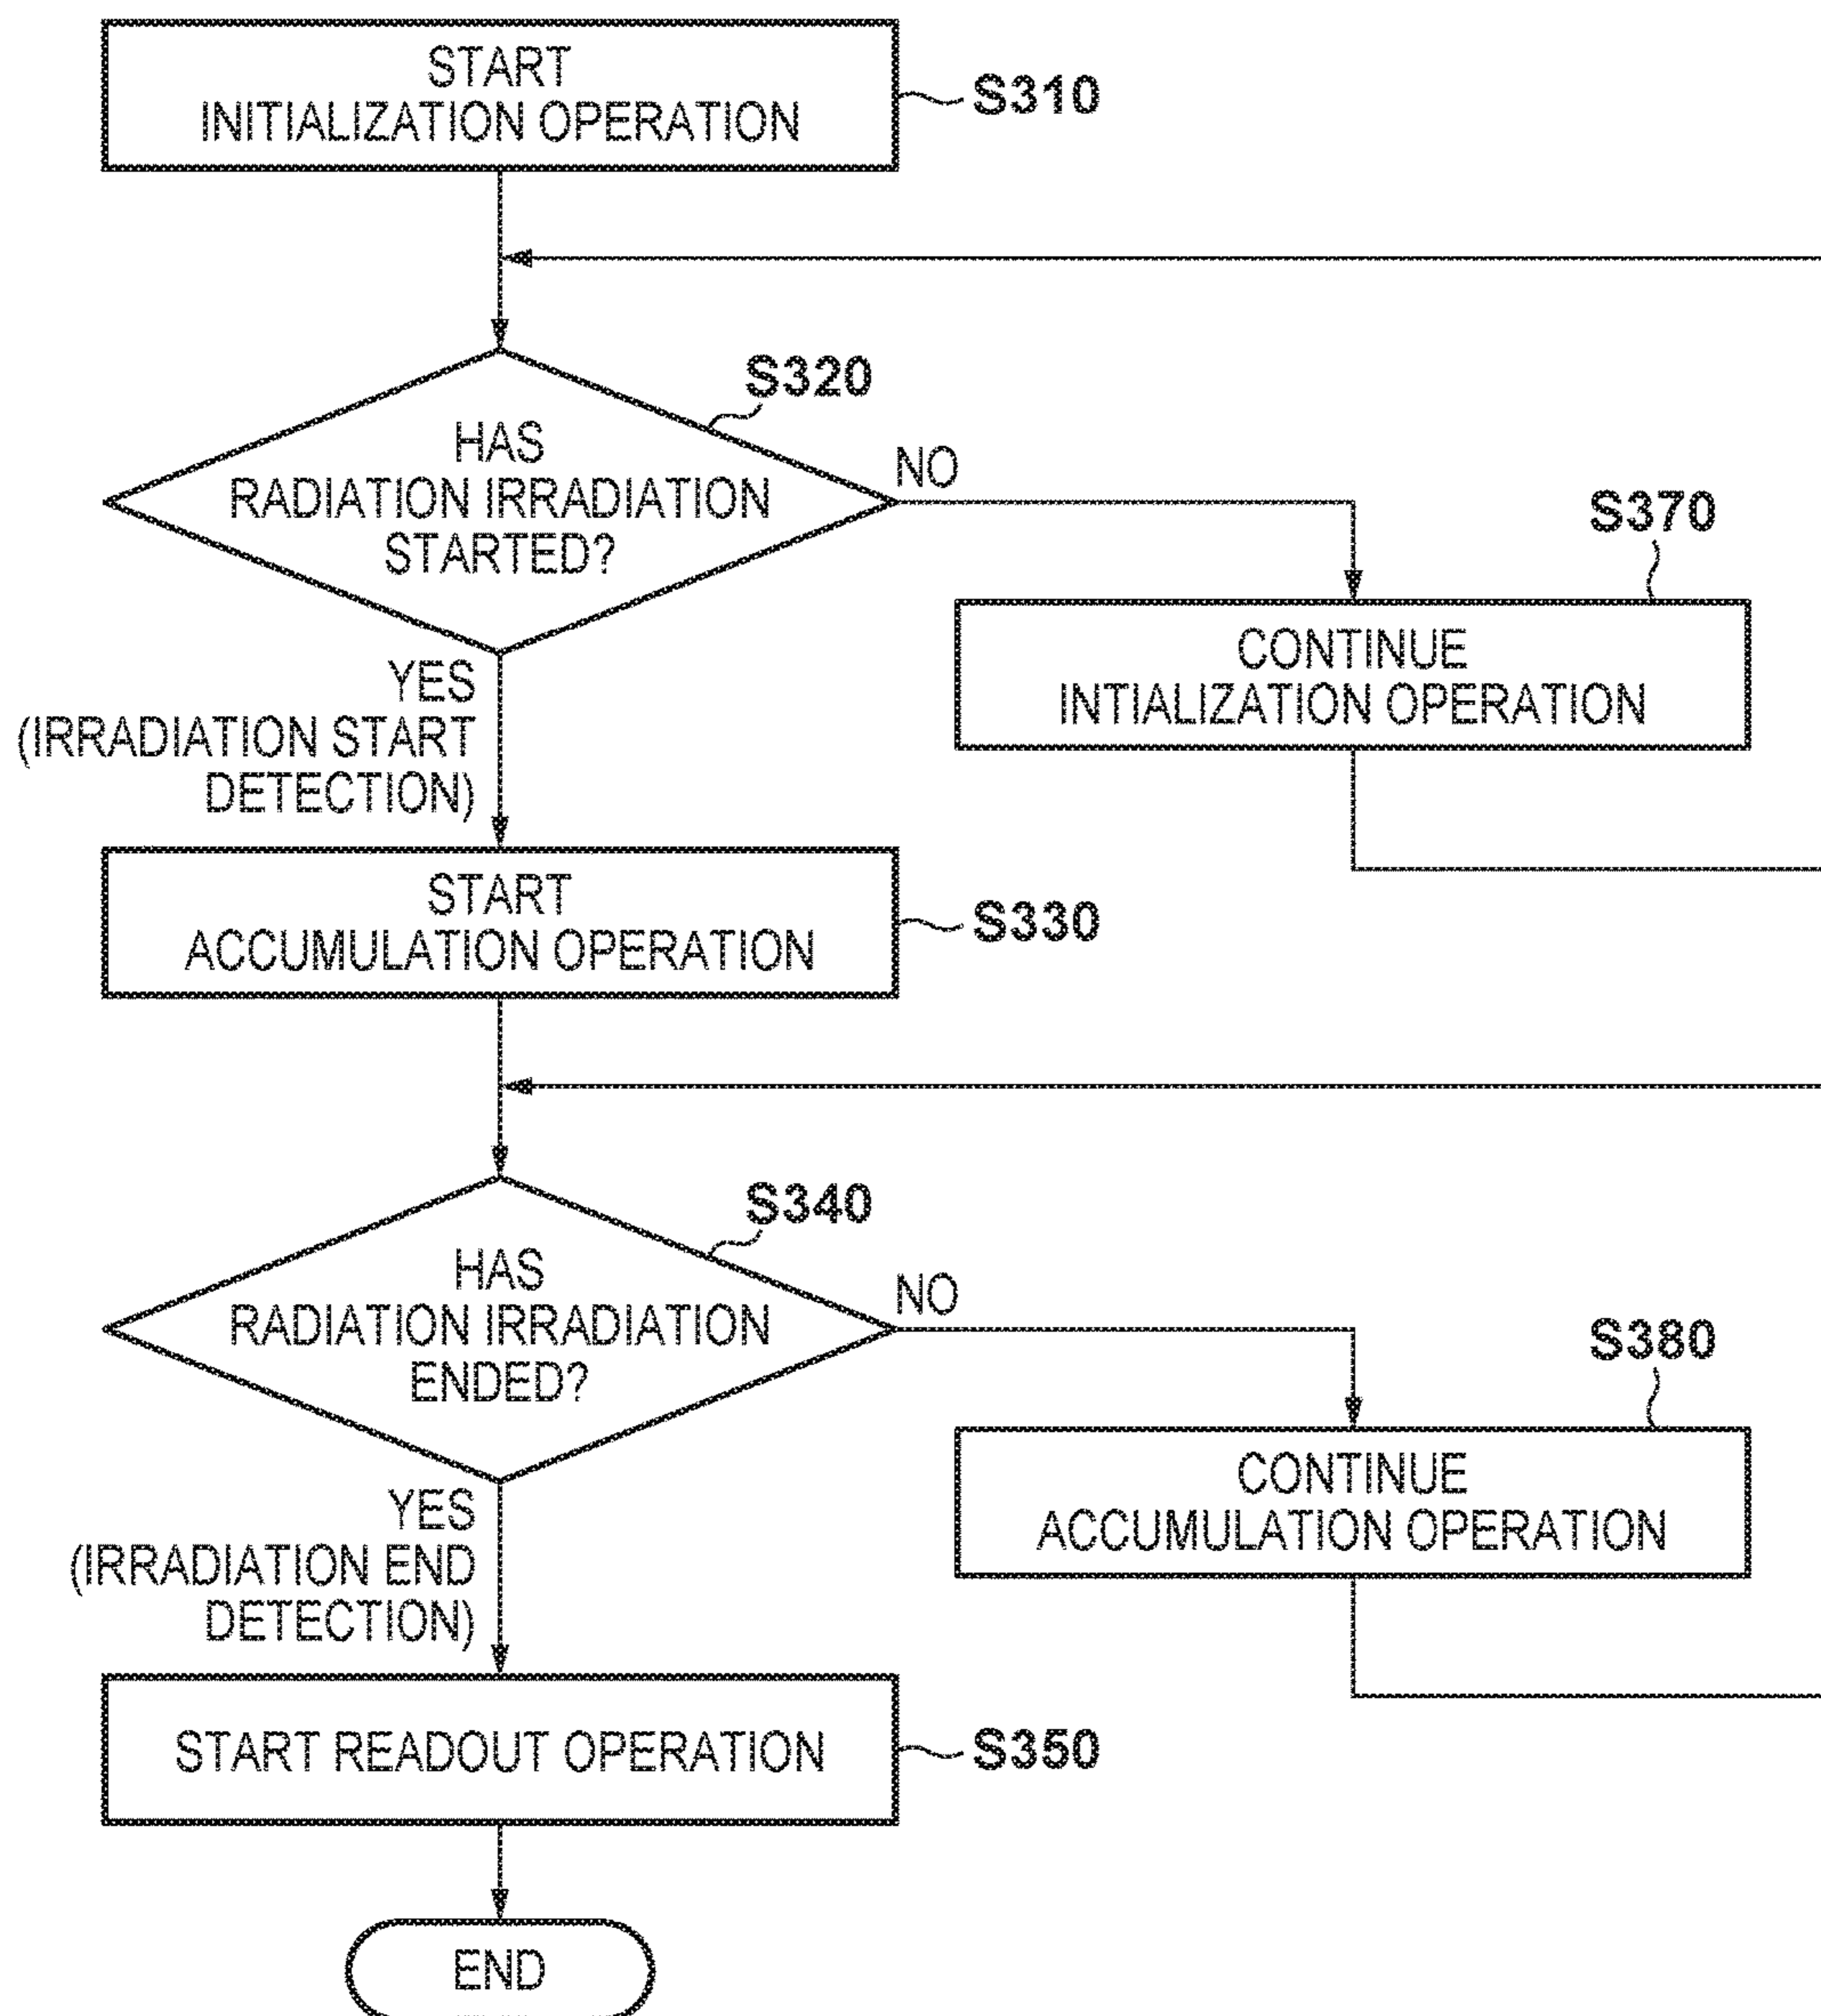 START
INITIALIZATION OPERATION
S310
S320
HAS
RADIATION IRRADIATION
STARTED?
NO
S370
CONTINUE
INTIALIZATION OPERATION
YES
(IRRADIATION START
DETECTION)
START
ACCUMULATION OPERATION
S330
S340
HAS
RADIATION IRRADIATION
ENDED?
NO
S380
CONTINUE
ACCUMULATION OPERATION
YES
(IRRADIATION END
DETECTION)
START READOUT OPERATION
S350
END